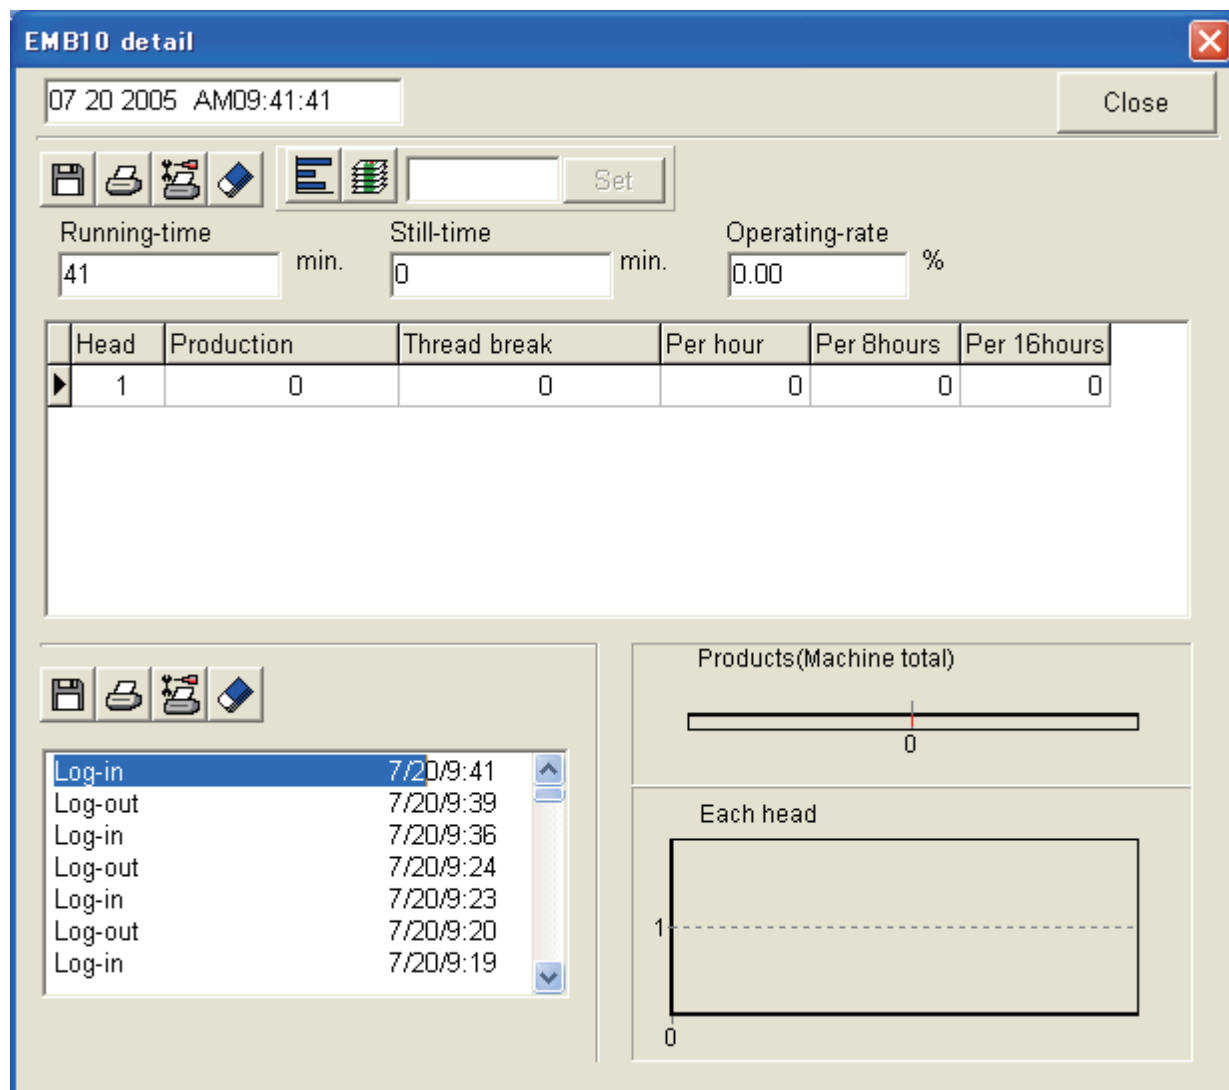 EMB10 detail
07 20 2005 AM09:41:41
Close
Set
Running-time
Still-time
Operating-rate
41
min.
0
min.
0.00
%
Head Production Thread break Per hour Per 8hours Per 16hours
1 0 0 0 0 0
Products(Machine total)
0
Log-in 7/20/9:41
Log-out 7/20/9:39
Log-in 7/20/9:36
Log-out 7/20/9:24
Log-in 7/20/9:23
Log-out 7/20/9:20
Log-in 7/20/9:19
Each head
1
0